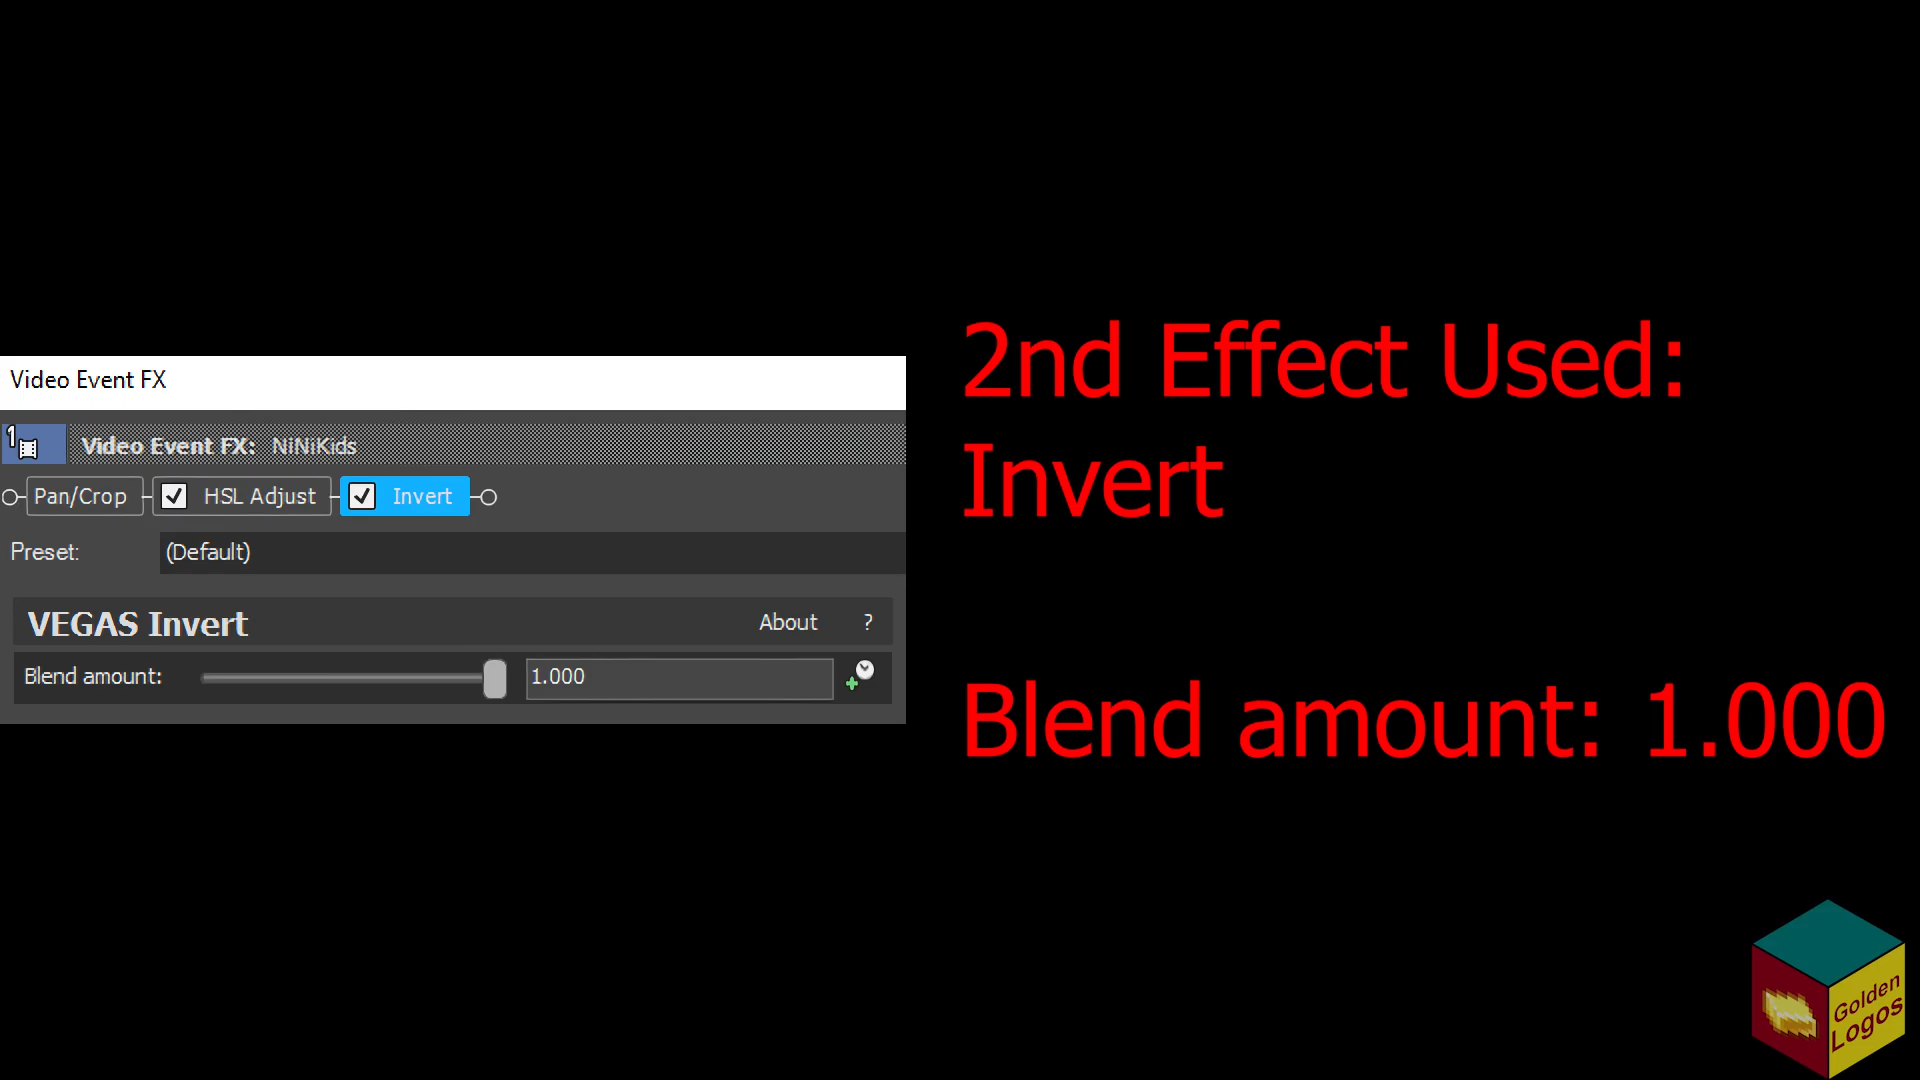 Video Event FX
1
Video Event FX: NiNiKids
Pan/Crop HSL Adjust Invert
Preset: (Default)
VEGAS Invert About ?
Blend amount: 1.000
2nd Effect Used:
Invert
Blend amount: 1.000
Golden
Logos